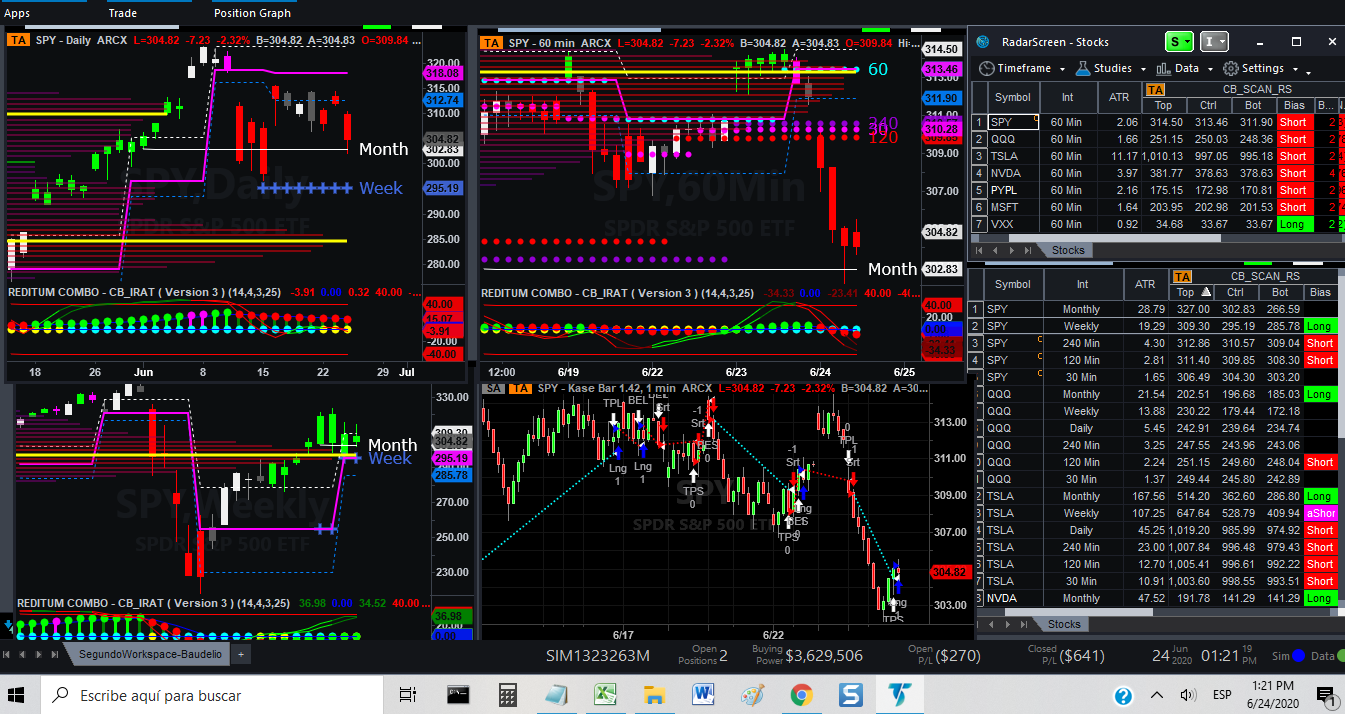 Apps Trade Position Graph
TA SPY - Daily ARCX L=304.82 -7.23 -2.32% B=304.82 A=304.83 O=309.84 ...
320.00
318.08
315.00
312.74
304.82
302.83
300.00
295.19
290.00
285.00
280.00
Month
Week
SPY Daily
SPDR S&P 500 ETF
REDITUM COMBO - CB_IRAT ( Version 3 ) (14,4,3,25) -3.91 0.00 0.32 40.00 -...
40.00
15.07
-3.91
-20.00
-40.00
18 26 Jun 8 15 22 29 Jul
TA SPY - 60 min ARCX L=304.82 -7.23 -2.32% B=304.82 A=304.83 O=309.84 Hi...
314.50
313.46
311.90
310.28
309.00
307.00
304.82
302.83
60
240
30
120
Month
SPY,60min
SPDR S&P 500 ETF
REDITUM COMBO - CB_IRAT ( Version 3 ) (14,4,3,25) -34.33 0.00 -23.41 40.00 -40...
40.00
20.00
0.00
-34.33
12:00 6/19 6/22 6/23 6/24 6/25
330.00
309.30
304.82
295.19
285.78
270.00
250.00
230.00
Month
Week
SPY Weekly
SPDR S&P 500 ETF
REDITUM COMBO - CB_IRAT ( Version 3 ) (14,4,3,25) 36.98 0.00 34.52 40.00 ...
36.98
20.00
0.00
SA TA SPY - Kase Bar 1.42, 1 min ARCX L=304.82 -7.23 -2.32% B=304.82 A=30...
TPL BEL BEL
Srt
-1
Srt
BES
0
Lng
1
Lng
1
TPS
0
-1
Srt
Lng
BES
0
TPS
0
0
TPL
-1
Srt
Lng
1
TPS
SPY
SPDR S&P 500 ETF
313.00
311.00
309.00
307.00
304.82
303.00
6/17 6/22
RadarScreen - Stocks S I
Timeframe Studies Data Settings
TA CB_SCAN_RS
Symbol Int ATR Top Ctrl Bot Bias B...
1 SPY 60 Min 2.06 314.50 313.46 311.90 Short 2
2 QQQ 60 Min 1.66 251.15 250.03 248.36 Short 2
3 TSLA 60 Min 11.17 1,010.13 997.05 995.18 Short 2
4 NVDA 60 Min 3.97 381.77 378.63 378.63 Short 4
5 PYPL 60 Min 2.16 175.15 172.98 170.81 Short 2
6 MSFT 60 Min 1.64 203.95 202.98 201.53 Short 2
7 VXX 60 Min 0.92 34.68 33.67 33.67 Long 2
Stocks
TA CB_SCAN_RS
Symbol Int ATR Top Ctrl Bot Bias
1 SPY Monthly 28.79 327.00 302.83 266.59
2 SPY Weekly 19.29 309.30 295.19 285.78 Long
3 SPY 240 Min 4.30 312.86 310.57 309.04 Short
4 SPY 120 Min 2.81 311.40 309.85 308.30 Short
SPY 30 Min 1.65 306.49 304.30 303.20
QQQ Monthly 21.54 202.51 196.68 185.03 Long
QQQ Weekly 13.88 230.22 179.44 172.18
QQQ Daily 5.45 242.91 239.64 234.74
QQQ 240 Min 3.25 247.55 243.96 243.06
QQQ 120 Min 2.24 251.15 249.60 248.04 Short
QQQ 30 Min 1.37 249.44 245.80 242.89
TSLA Monthly 167.56 514.20 362.60 286.80 Long
TSLA Weekly 107.25 647.64 528.79 409.94 aShor
TSLA Daily 45.25 1,019.20 985.99 974.92 Short
TSLA 240 Min 23.00 1,007.84 996.48 979.43 Short
TSLA 120 Min 12.70 1,005.41 996.61 992.22 Short
TSLA 30 Min 10.91 1,003.60 998.55 993.51 Short
NVDA Monthly 47.52 191.78 141.29 141.29 Long
Stocks
SegundoWorkspace-Baudelio +
SIM1323263M Open Positions 2 Buying Power $3,629,506 Open P/L ($270) Closed P/L ($641) 24 Jun 2020 01:21 19 PM Sim Data
Escribe aquí para buscar
ESP 1:21 PM
6/24/2020
1